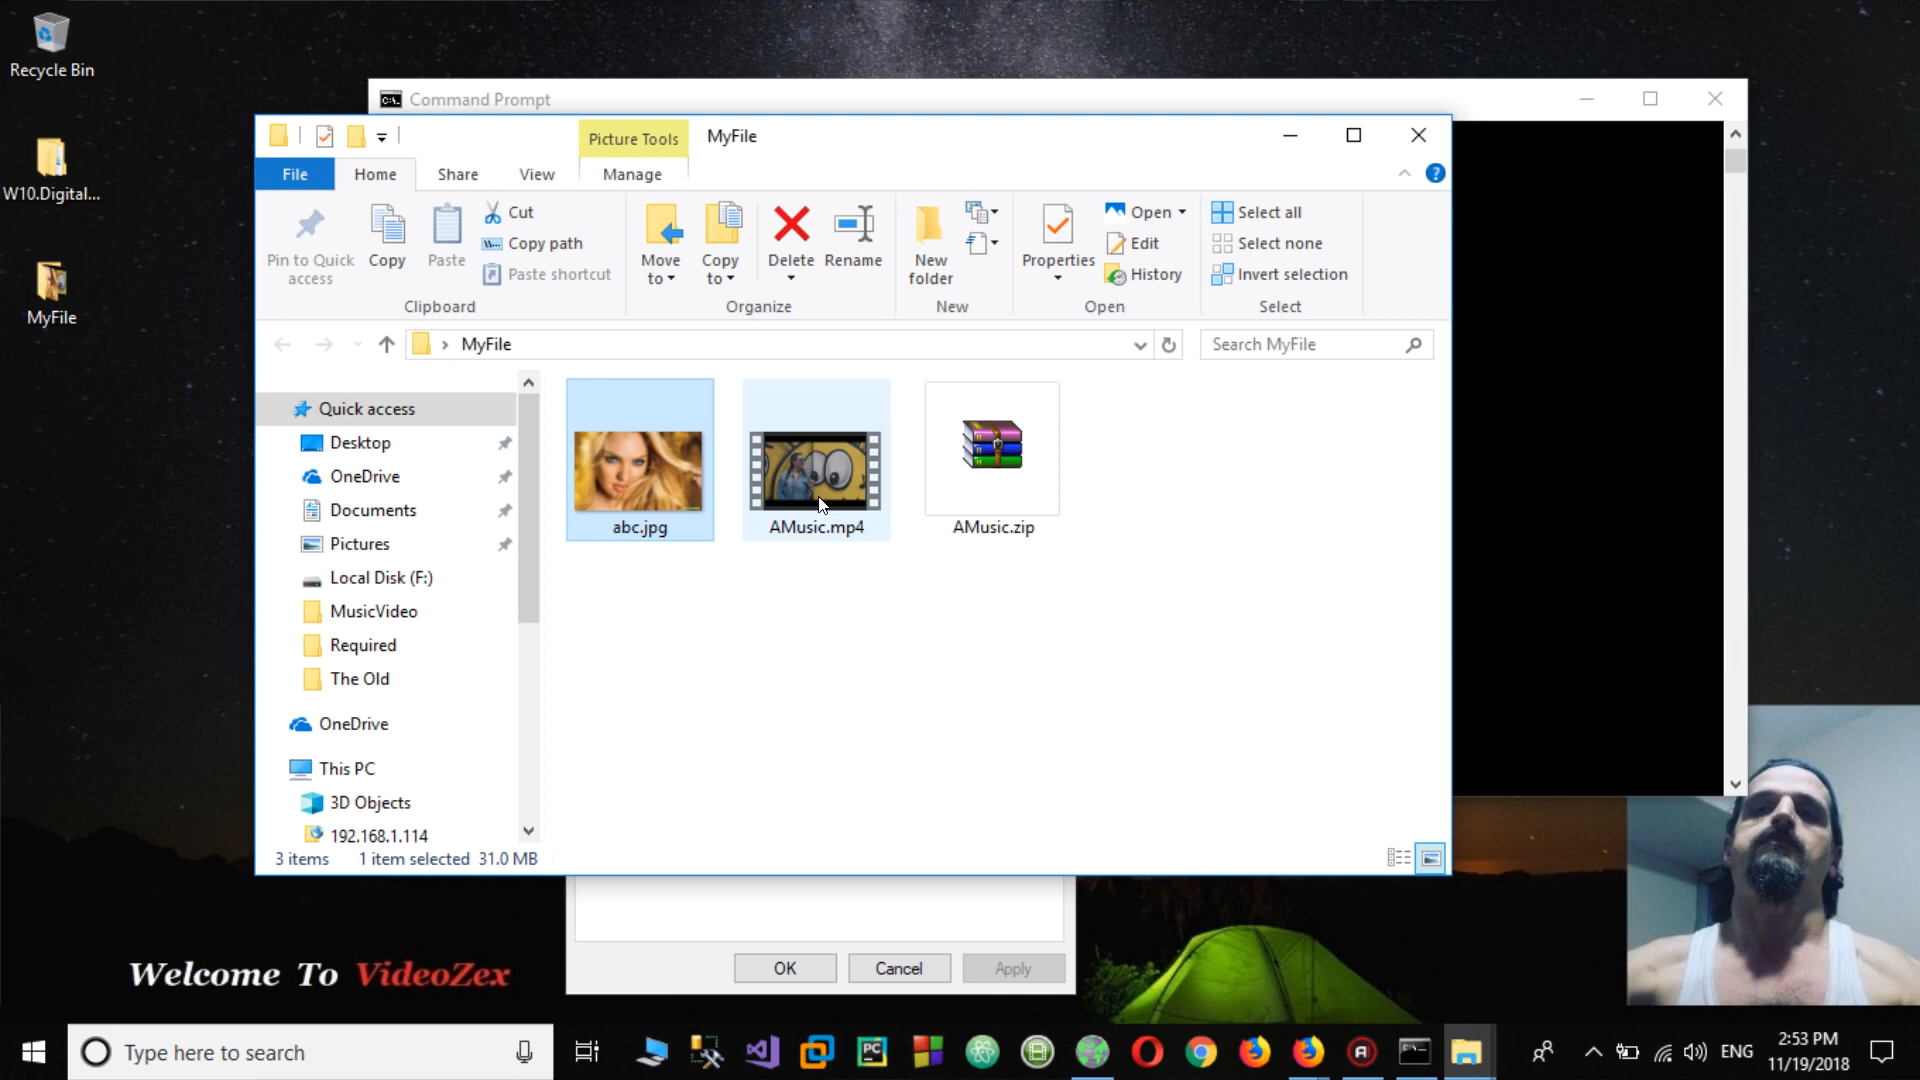 Recycle Bin
W10.Digital...
MyFile
Command Prompt
Picture Tools
MyFile
File
Home
Share
View
Manage
Pin to Quick
access
Copy
Paste
Cut
Copy path
Paste shortcut
Clipboard
Move
to
Copy
to
Delete
Rename
Organize
New
folder
New
Properties
Open
Edit
History
Open
Select all
Select none
Invert selection
Select
MyFile
Search MyFile
Quick access
Desktop
OneDrive
Documents
Pictures
Local Disk (F:)
MusicVideo
Required
The Old
OneDrive
This PC
3D Objects
192.168.1.114
abc.jpg
AMusic.mp4
AMusic.zip
3 items 1 item selected 31.0 MB
OK
Cancel
Apply
Welcome To VideoZex
Type here to search
PC
ENG
2:53 PM
11/19/2018